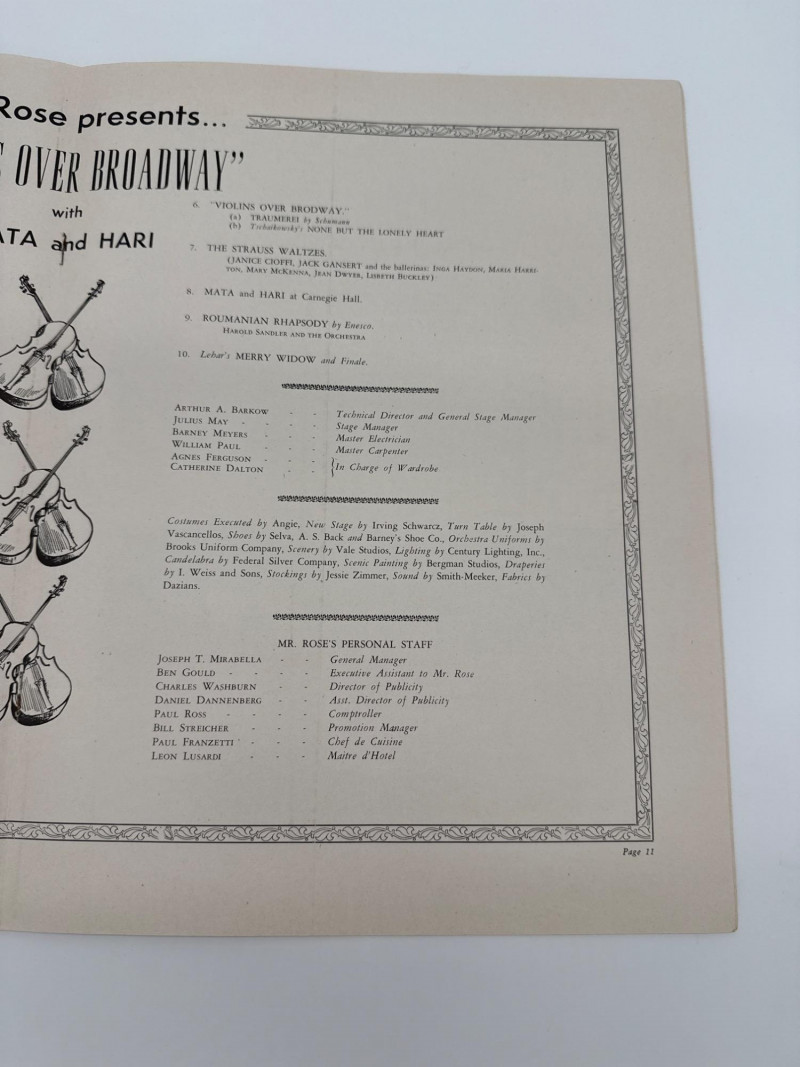 Rose presents...
OVER BROADWAY"
with
ATA and HARI
6. "VIOLINS OVER BRODWAY."
(a) TRAUMEREI by Schumann
(b) Tschaikowsky's NONE BUT THE LONELY HEART
7. THE STRAUSS WALTZES.
(JANICE CIOFFI, JACK GANSERT and the ballerinas: INGA HAYDON, MARIA HARRI-
TON, MARY MCKENNA, JEAN DWYER, LISBETH BUCKLEY)
8. MATA and HARI at Carnegie Hall.
9. ROUMANIAN RHAPSODY by Enesco.
HAROLD SANDLER AND THE ORCHESTRA
10. Lehar's MERRY WIDOW and Finale.
ARTHUR A. BARKOW - - Technical Director and General Stage Manager
JULIUS MAY - - - Stage Manager
BARNEY MEYERS - - - Master Electrician
WILLIAM PAUL - - - Master Carpenter
AGNES FERGUSON - - -
CATHERINE DALTON - - } In Charge of Wardrobe
Costumes Executed by Angie, New Stage by Irving Schwarcz, Turn Table by Joseph
Vascancellos, Shoes by Selva, A. S. Back and Barney's Shoe Co., Orchestra Uniforms by
Brooks Uniform Company, Scenery by Vale Studios, Lighting by Century Lighting, Inc.,
Candelabra by Federal Silver Company, Scenic Painting by Bergman Studios, Draperies
by I. Weiss and Sons, Stockings by Jessie Zimmer, Sound by Smith-Meeker, Fabrics by
Dazians.
MR. ROSE'S PERSONAL STAFF
JOSEPH T. MIRABELLA - - General Manager
BEN GOULD - - - - Executive Assistant to Mr. Rose
CHARLES WASHBURN - - Director of Publicity
DANIEL DANNENBERG - - Asst. Director of Publicity
PAUL ROSS - - - - Comptroller
BILL STREICHER - - - Promotion Manager
PAUL FRANZETTI - - - Chef de Cuisine
LEON LUSARDI - - - Maitre d'Hotel
Page 11